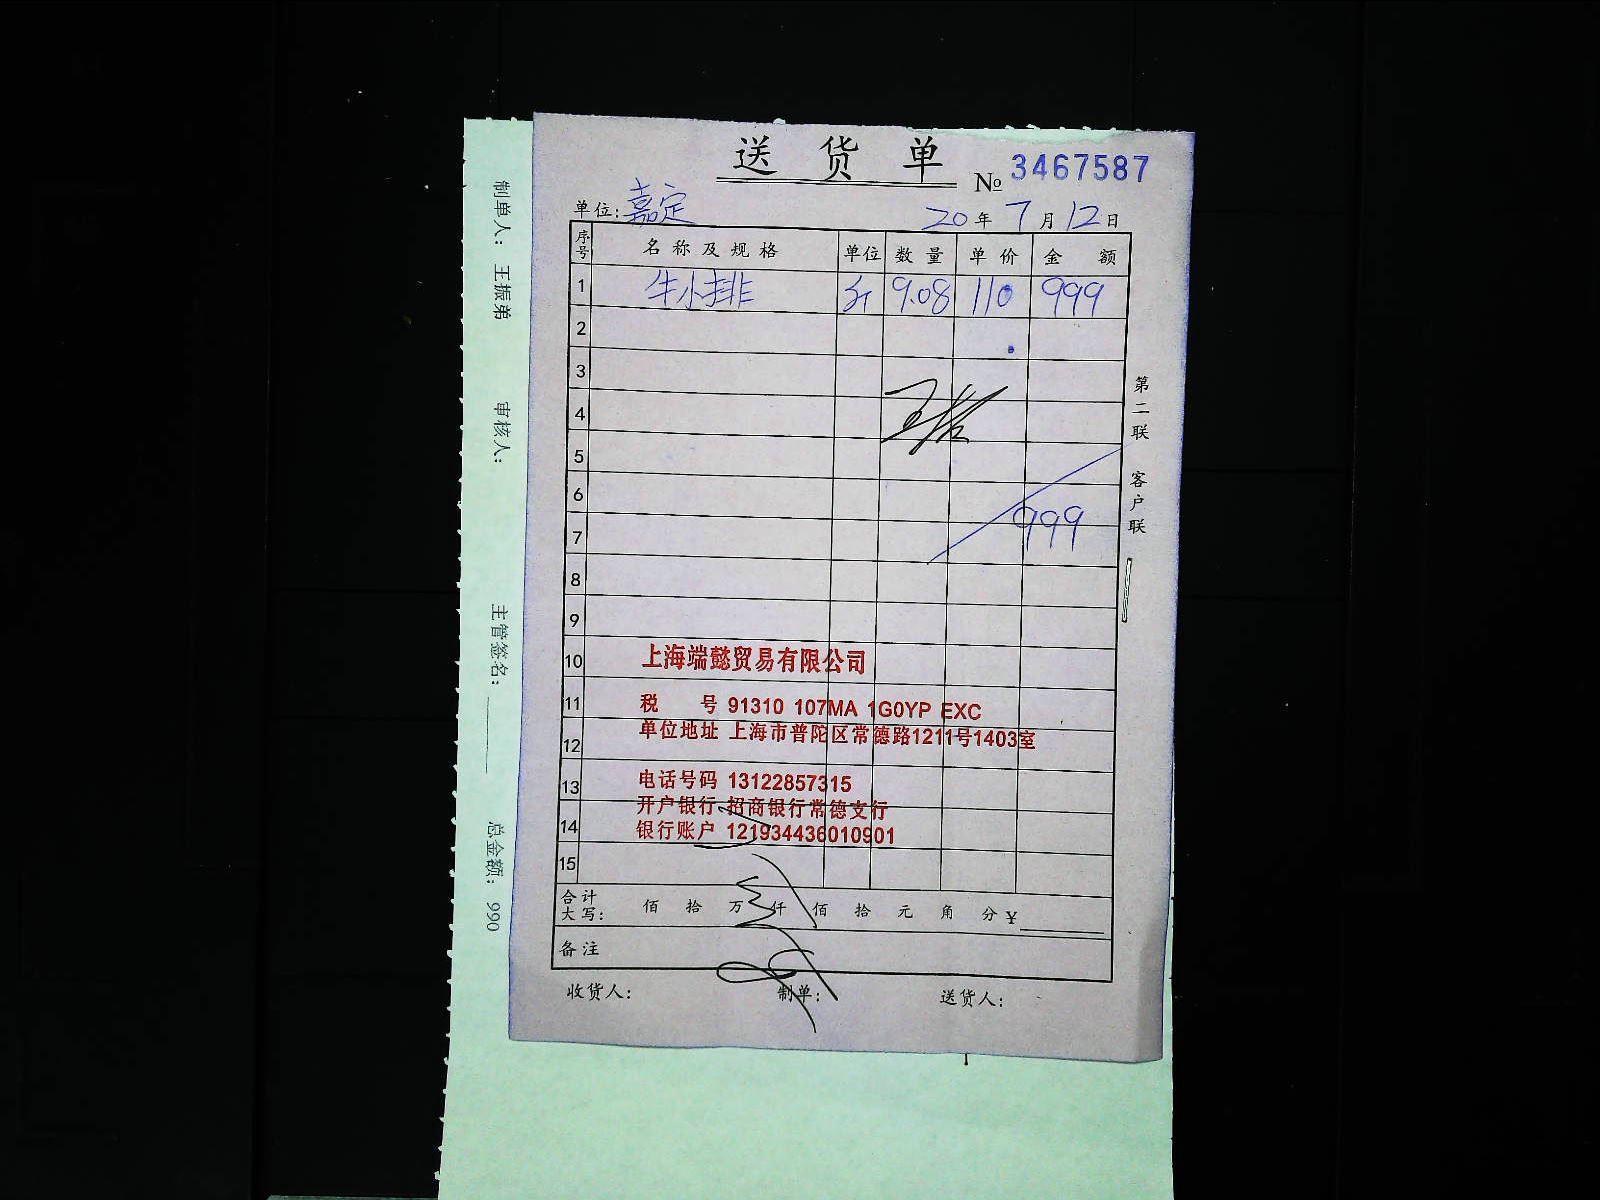 送货单 № 3467587
单位: 嘉定 20年7月12日
序号 名称及规格 单位 数量 单价 金额
1 牛小排 斤 9.08 110 999
2
3
4
5
6
999
7
8
9
10
上海端懿贸易有限公司
11
税 号 91310 107MA 1G0YP EXC
单位地址 上海市普陀区常德路1211号1403室
12
13
电话号码 13122857315
开户银行 招商银行常德支行
14
银行账户 121934436010901
15
合计大写: 佰 拾 万 仟 佰 拾 元 角 分 ¥
备注
收货人: 制单: 送货人:
第二联 客户联
制单人: 王振弟 审核人: 主管签名: 总金额: 990